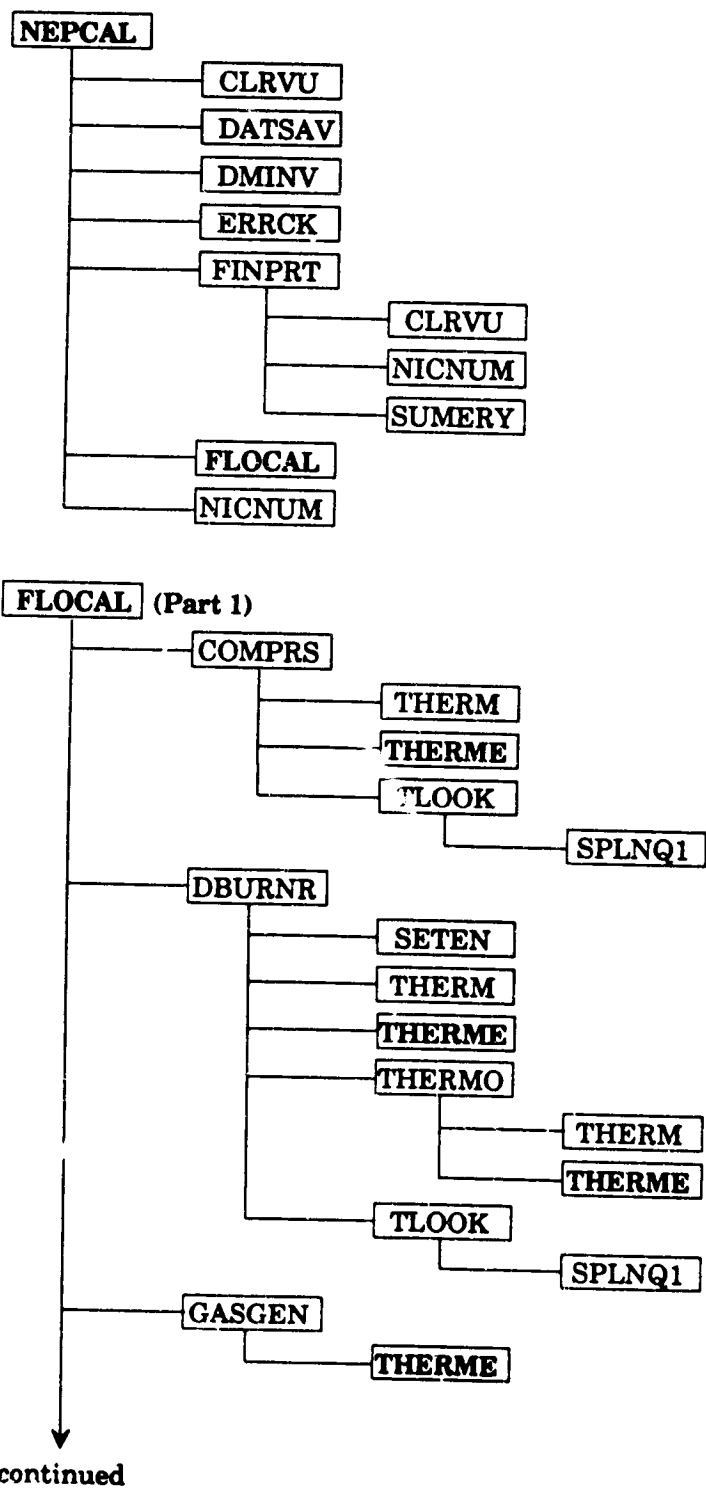 NEPCAL
CLRVU
DATSAV
DMINV
ERRCK
FINPRT
CLRVU
NICNUM
SUMERY
FLOCAL
NICNUM
FLOCAL (Part 1)
COMPRS
THERM
THERME
TLOOK
SPLNQ1
DBURNR
SETEN
THERM
THERME
THERMO
THERM
THERME
TLOOK
SPLNQ1
GASGEN
THERME
continued